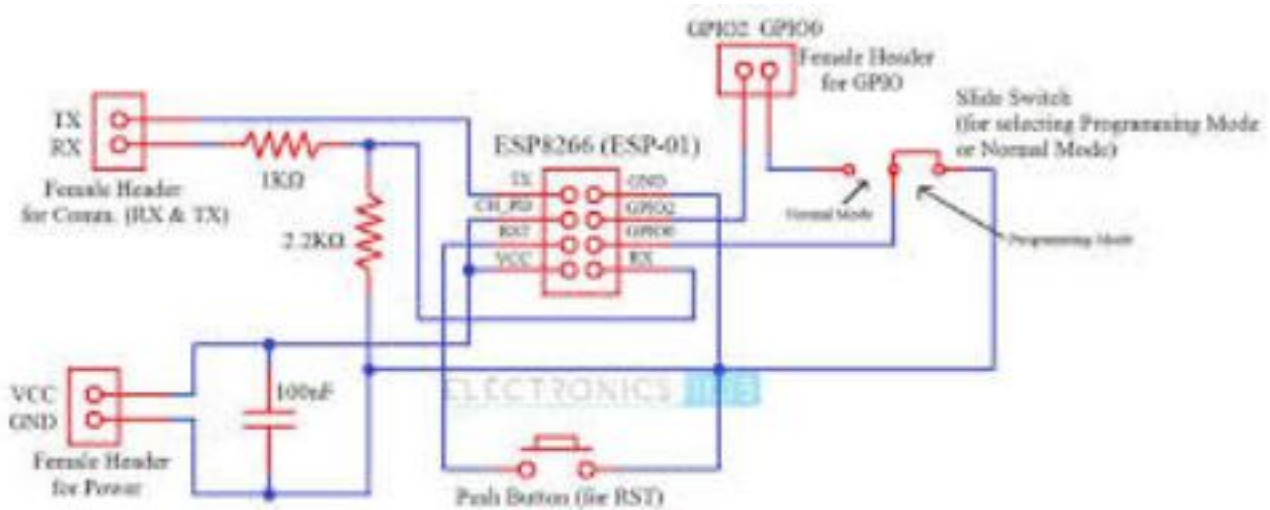 GPIO2 GPIO0
Female Header
for GPIO
Slide Switch
(for selecting Programming Mode
or Normal Mode)
TX
RX
1KΩ
Female Header
for Comm. (RX & TX)
2.2KΩ
ESP8266 (ESP-01)
TX
GND
CH_PD
GPIO2
RST
GPIO0
VCC
RX
Normal Mode
Programming Mode
VCC
GND
100nF
Female Header
for Power
ELECTRONICS HUB
Push Button (for RST)